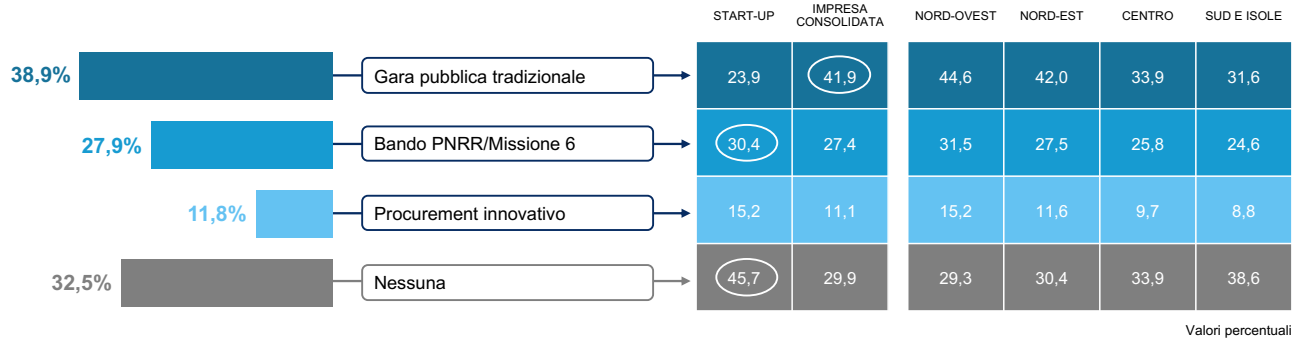 START-UP
IMPRESA
CONSOLIDATA
NORD-OVEST
NORD-EST
CENTRO
SUD E ISOLE
38,9%
Gara pubblica tradizionale
23,9
41,9
44,6
42,0
33,9
31,6
27,9%
Bando PNRR/Missione 6
30,4
27,4
31,5
27,5
25,8
24,6
11,8%
Procurement innovativo
15,2
11,1
15,2
11,6
9,7
8,8
32,5%
Nessuna
45,7
29,9
29,3
30,4
33,9
38,6
Valori percentuali